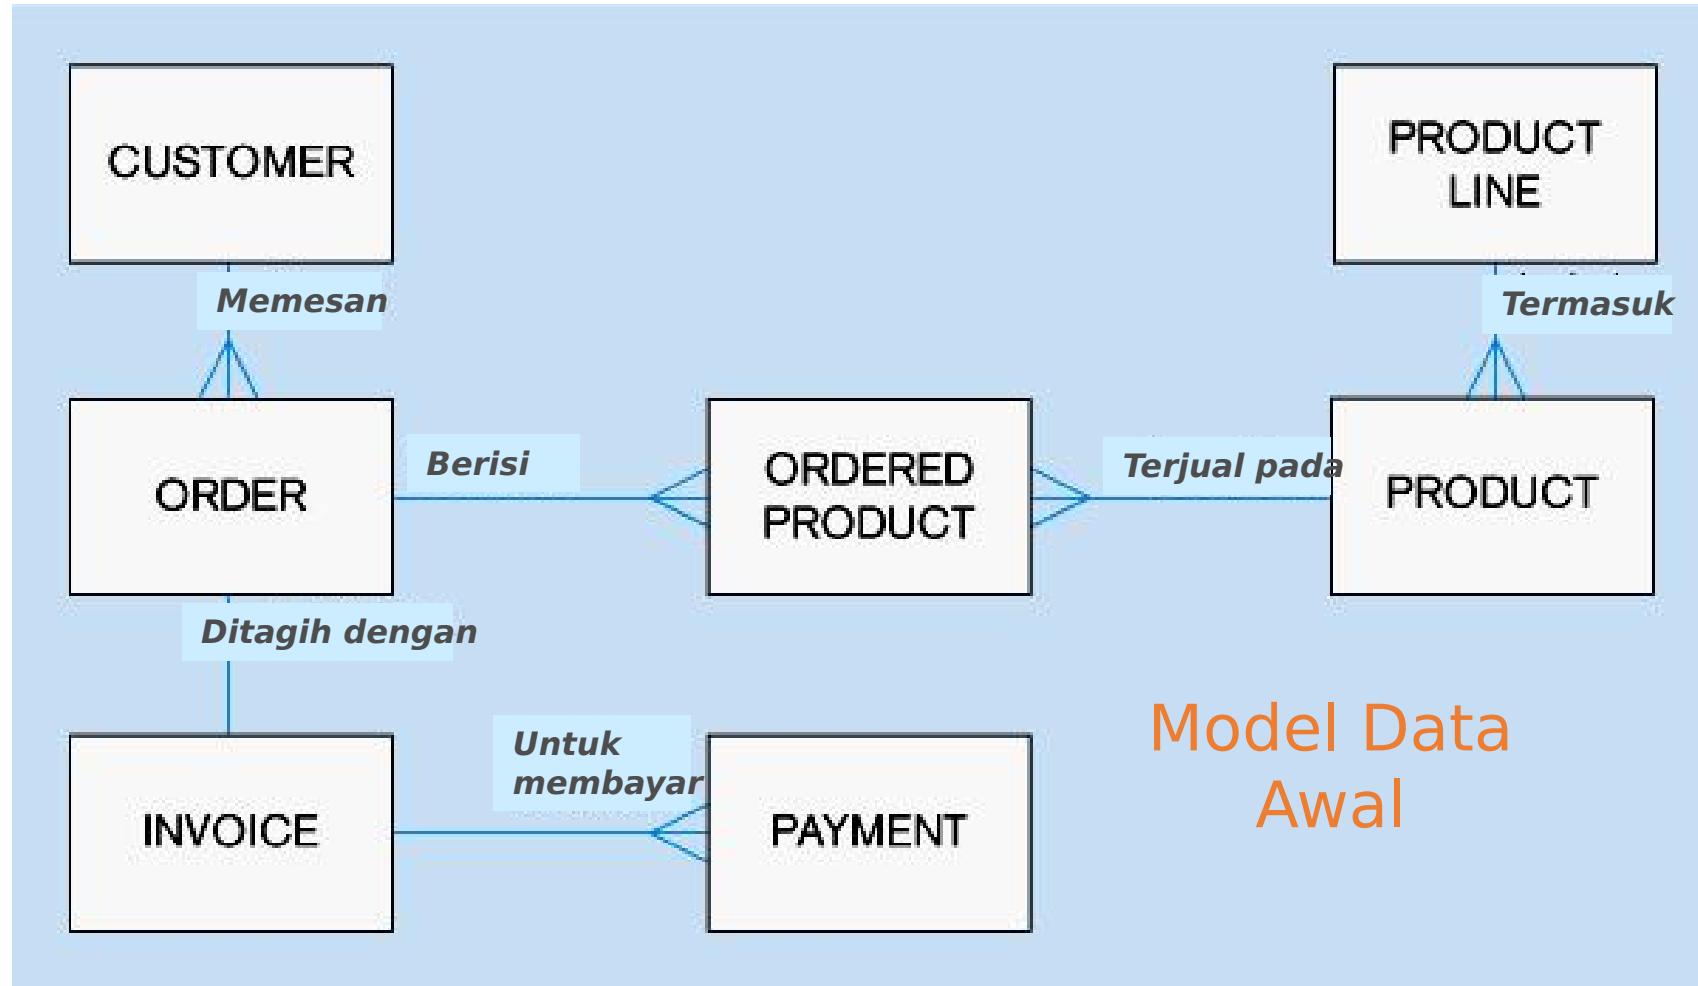 CUSTOMER
PRODUCT
LINE
Memesan
Termasuk
ORDER
Berisi
ORDERED
PRODUCT
Terjual pada
PRODUCT
Ditagih dengan
INVOICE
Untuk
membayar
PAYMENT
Model Data
Awal